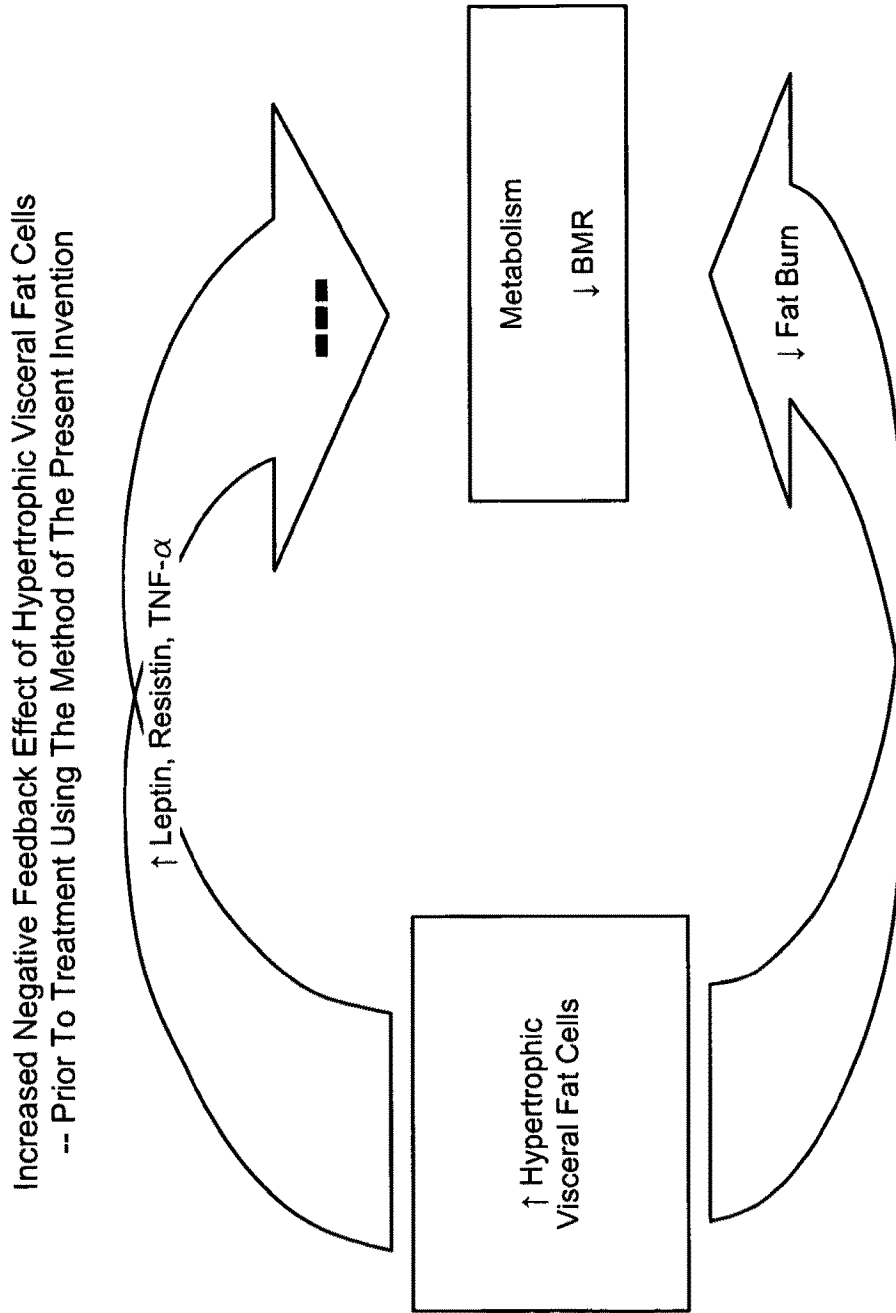 Increased Negative Feedback Effect of Hypertrophic Visceral Fat Cells
-- Prior To Treatment Using The Method of The Present Invention
↑ Leptin, Resistin, TNF-α
---
↑ Hypertrophic
Visceral Fat Cells
Metabolism
↓ BMR
↓ Fat Burn